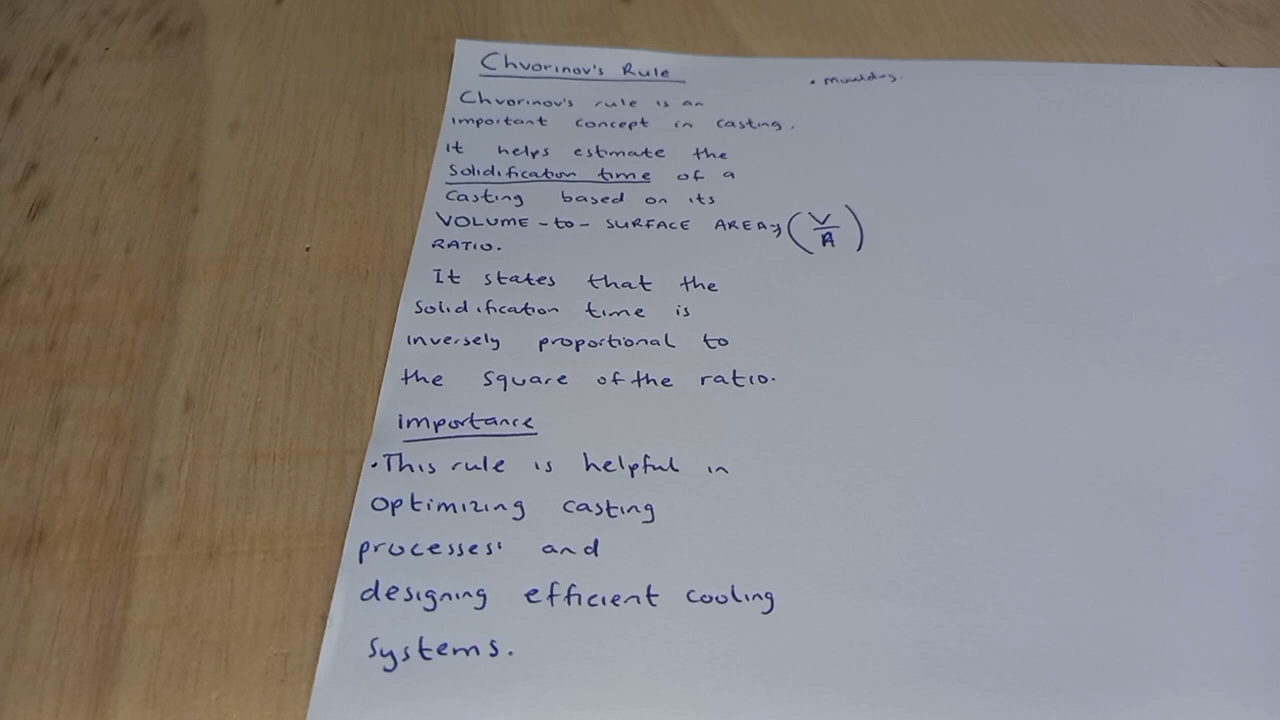 Chvorinov's Rule
• moulding.
Chvorinov's rule is an
important concept in casting.
it helps estimate the
Solidification time of a
casting based on its
VOLUME-to-SURFACE AREA, (V/A)
RATIO.
It states that the
solidification time is
inversely proportional to
the square of the ratio.
importance
•This rule is helpful in
optimizing casting
processes and
designing efficient cooling
systems.